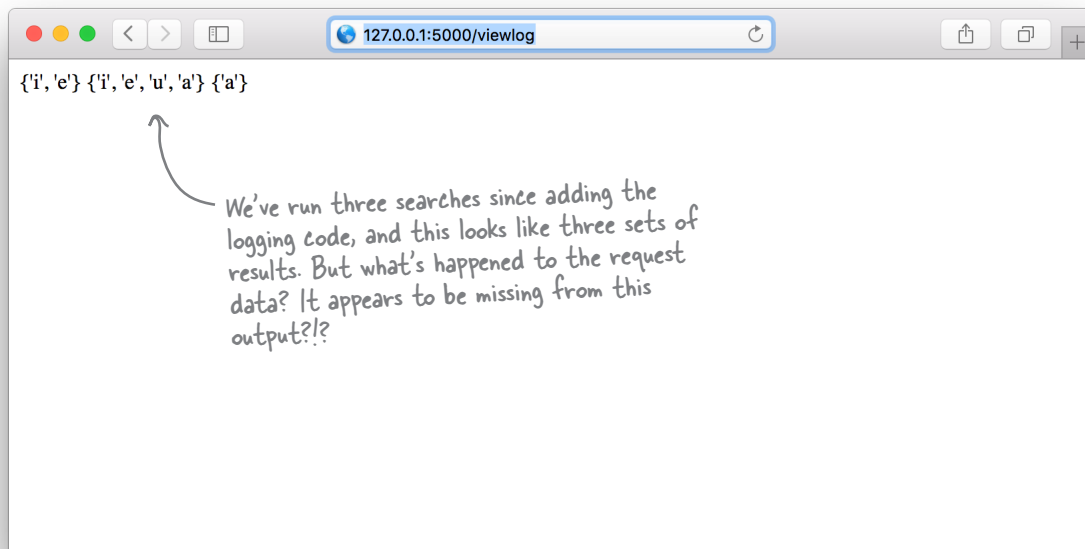 127.0.0.1:5000/viewlog
{'i', 'e'} {'i', 'e', 'u', 'a'} {'a'}
We've run three searches since adding the
logging code, and this looks like three sets of
results. But what's happened to the request
data? It appears to be missing from this
output?!?